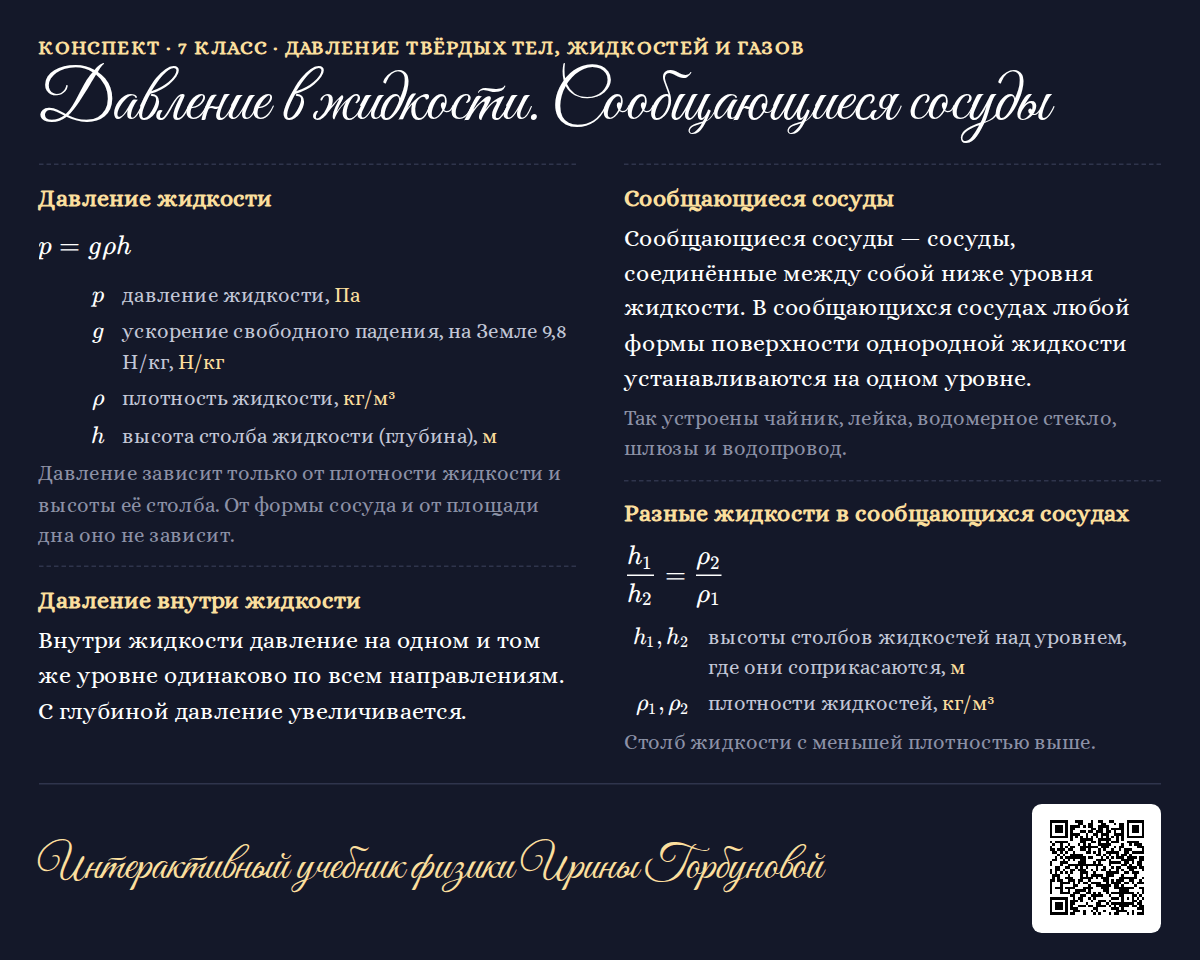 КОНСПЕКТ · 7 КЛАСС · ДАВЛЕНИЕ ТВЁРДЫХ ТЕЛ, ЖИДКОСТЕЙ И ГАЗОВ
Давление в жидкости. Сообщающиеся сосуды
Давление жидкости
p = gρh
p давление жидкости, Па
g ускорение свободного падения, на Земле 9,8
Н/кг, Н/кг
ρ плотность жидкости, кг/м³
h высота столба жидкости (глубина), м
Давление зависит только от плотности жидкости и
высоты её столба. От формы сосуда и от площади
дна оно не зависит.
Давление внутри жидкости
Внутри жидкости давление на одном и том
же уровне одинаково по всем направлениям.
С глубиной давление увеличивается.
Сообщающиеся сосуды
Сообщающиеся сосуды — сосуды,
соединённые между собой ниже уровня
жидкости. В сообщающихся сосудах любой
формы поверхности однородной жидкости
устанавливаются на одном уровне.
Так устроены чайник, лейка, водомерное стекло,
шлюзы и водопровод.
Разные жидкости в сообщающихся сосудах
h₁/h₂ = ρ₂/ρ₁
h₁, h₂ высоты столбов жидкостей над уровнем,
где они соприкасаются, м
ρ₁, ρ₂ плотности жидкостей, кг/м³
Столб жидкости с меньшей плотностью выше.
Интерактивный учебник физики Ирины Горбуновой